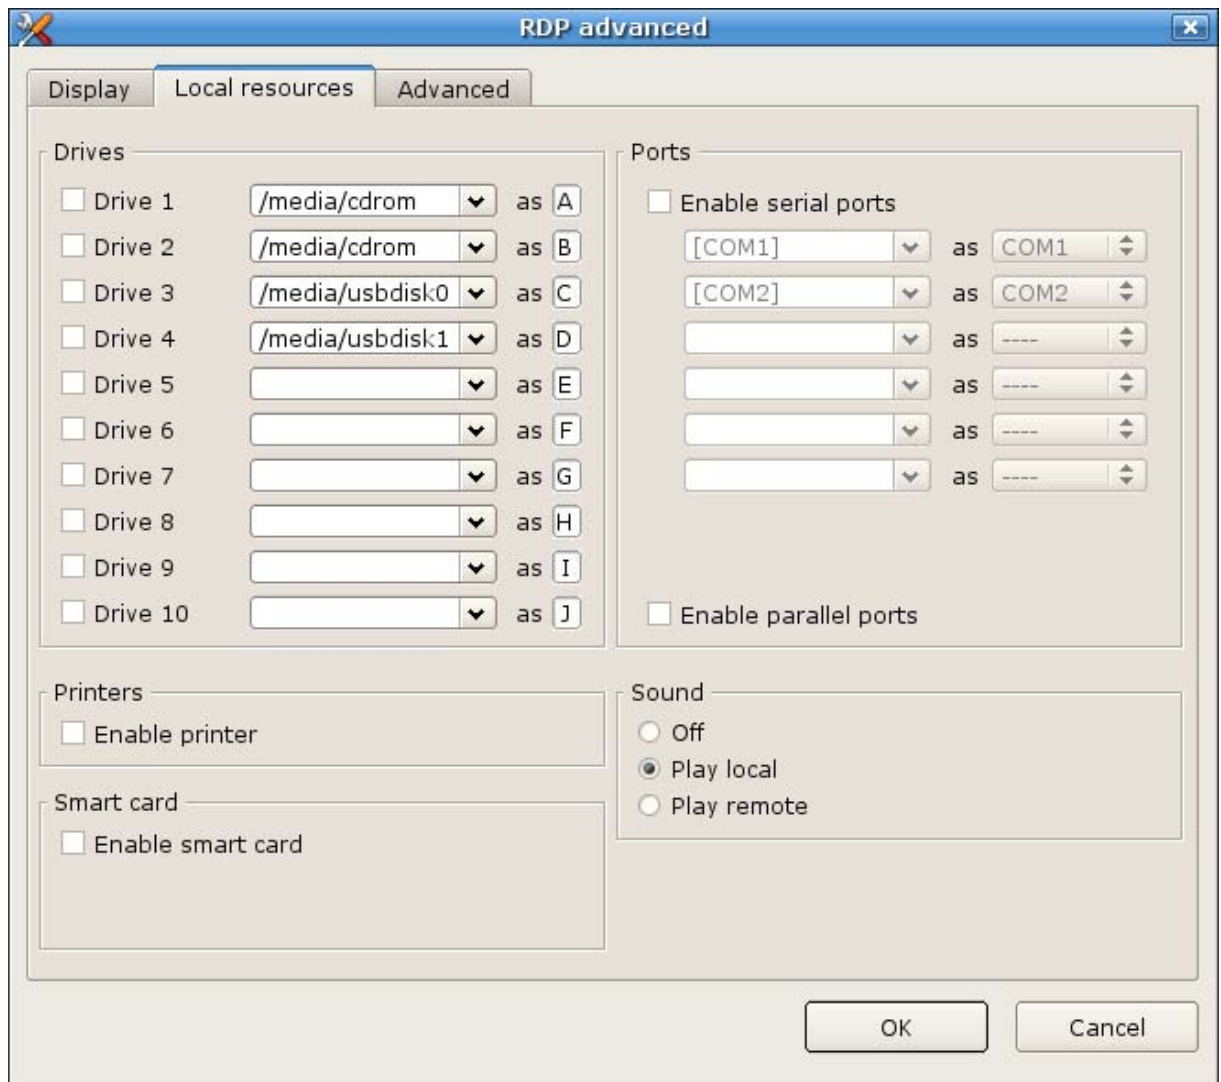 RDP advanced
Display Local resources Advanced
Drives
Drive 1 /media/cdrom as A
Drive 2 /media/cdrom as B
Drive 3 /media/usbdisk0 as C
Drive 4 /media/usbdisk1 as D
Drive 5 as E
Drive 6 as F
Drive 7 as G
Drive 8 as H
Drive 9 as I
Drive 10 as J
Ports
Enable serial ports
[COM1] as COM1
[COM2] as COM2
as ----
as ----
as ----
as ----
Enable parallel ports
Printers
Enable printer
Smart card
Enable smart card
Sound
Off
Play local
Play remote
OK Cancel